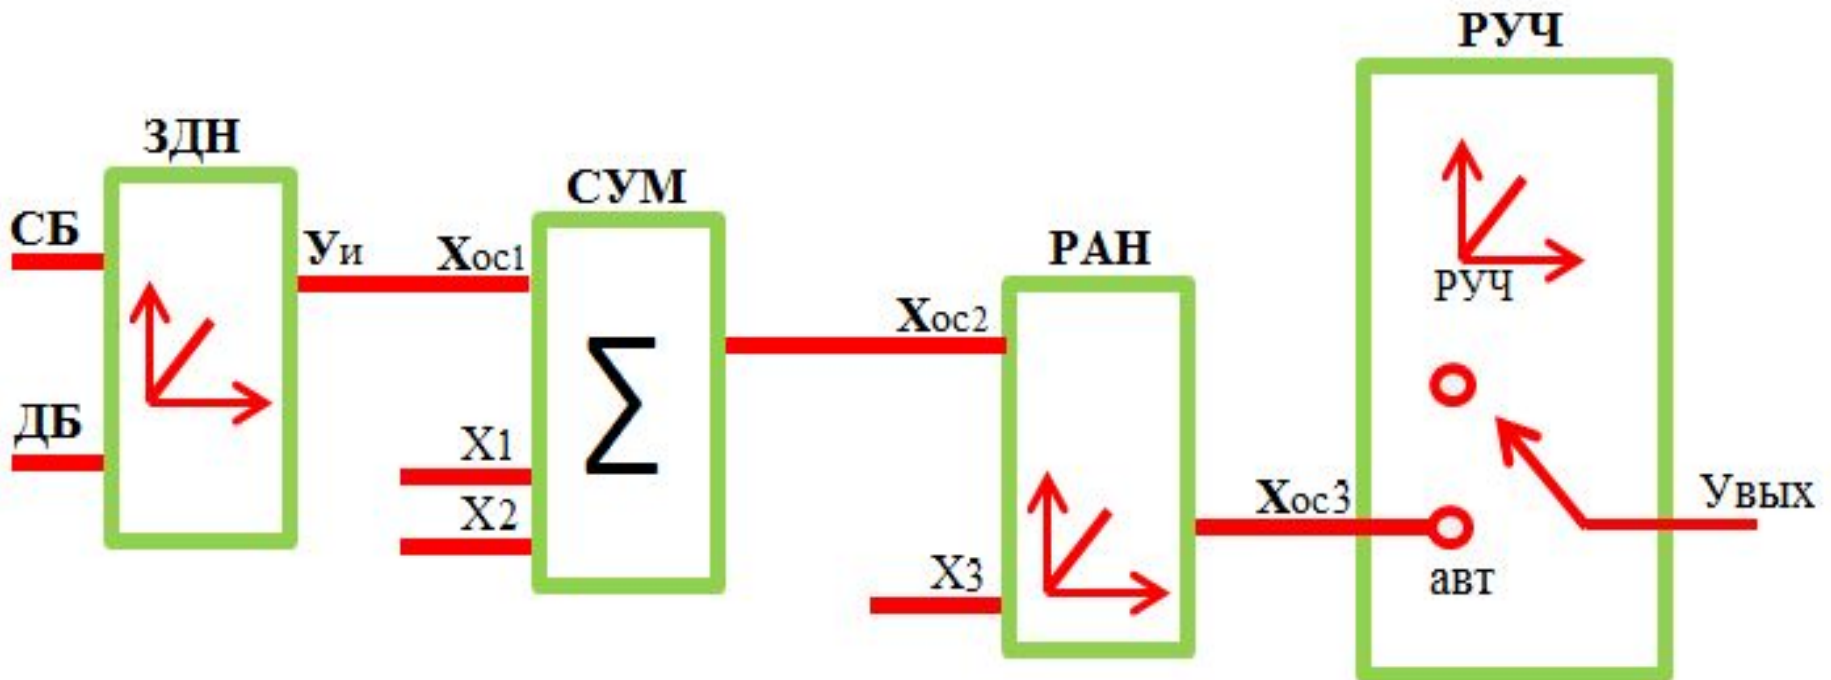 РУЧ
ЗДН
СУМ
СБ
Уи
Хос1
РАН
РУЧ
Хос2
ДБ
Х1
Х2
Хос3
Увых
Х3
авт